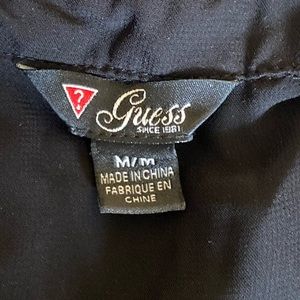 ?
Guess
SINCE 1981
M/m
MADE IN CHINA
FABRIQUE EN
CHINE